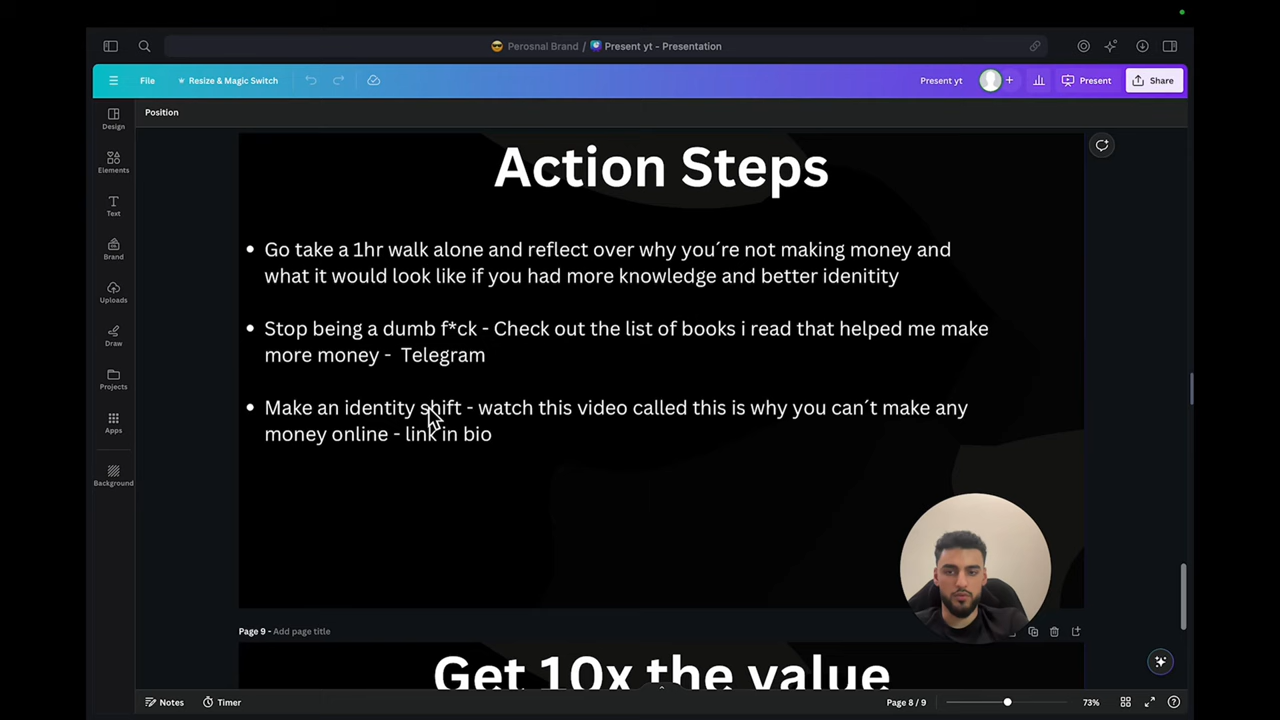 Perosnal Brand / Present yt - Presentation
File
Resize & Magic Switch
Present yt
Present
Share
Position
Design
Elements
Text
Brand
Uploads
Draw
Projects
Apps
Background
Action Steps
• Go take a 1hr walk alone and reflect over why you´re not making money and
what it would look like if you had more knowledge and better idenitity
• Stop being a dumb f*ck - Check out the list of books i read that helped me make
more money - Telegram
• Make an identity shift - watch this video called this is why you can´t make any
money online - link in bio
Page 9 - Add page title
Get 10x the value
Notes
Timer
Page 8 / 9
73%